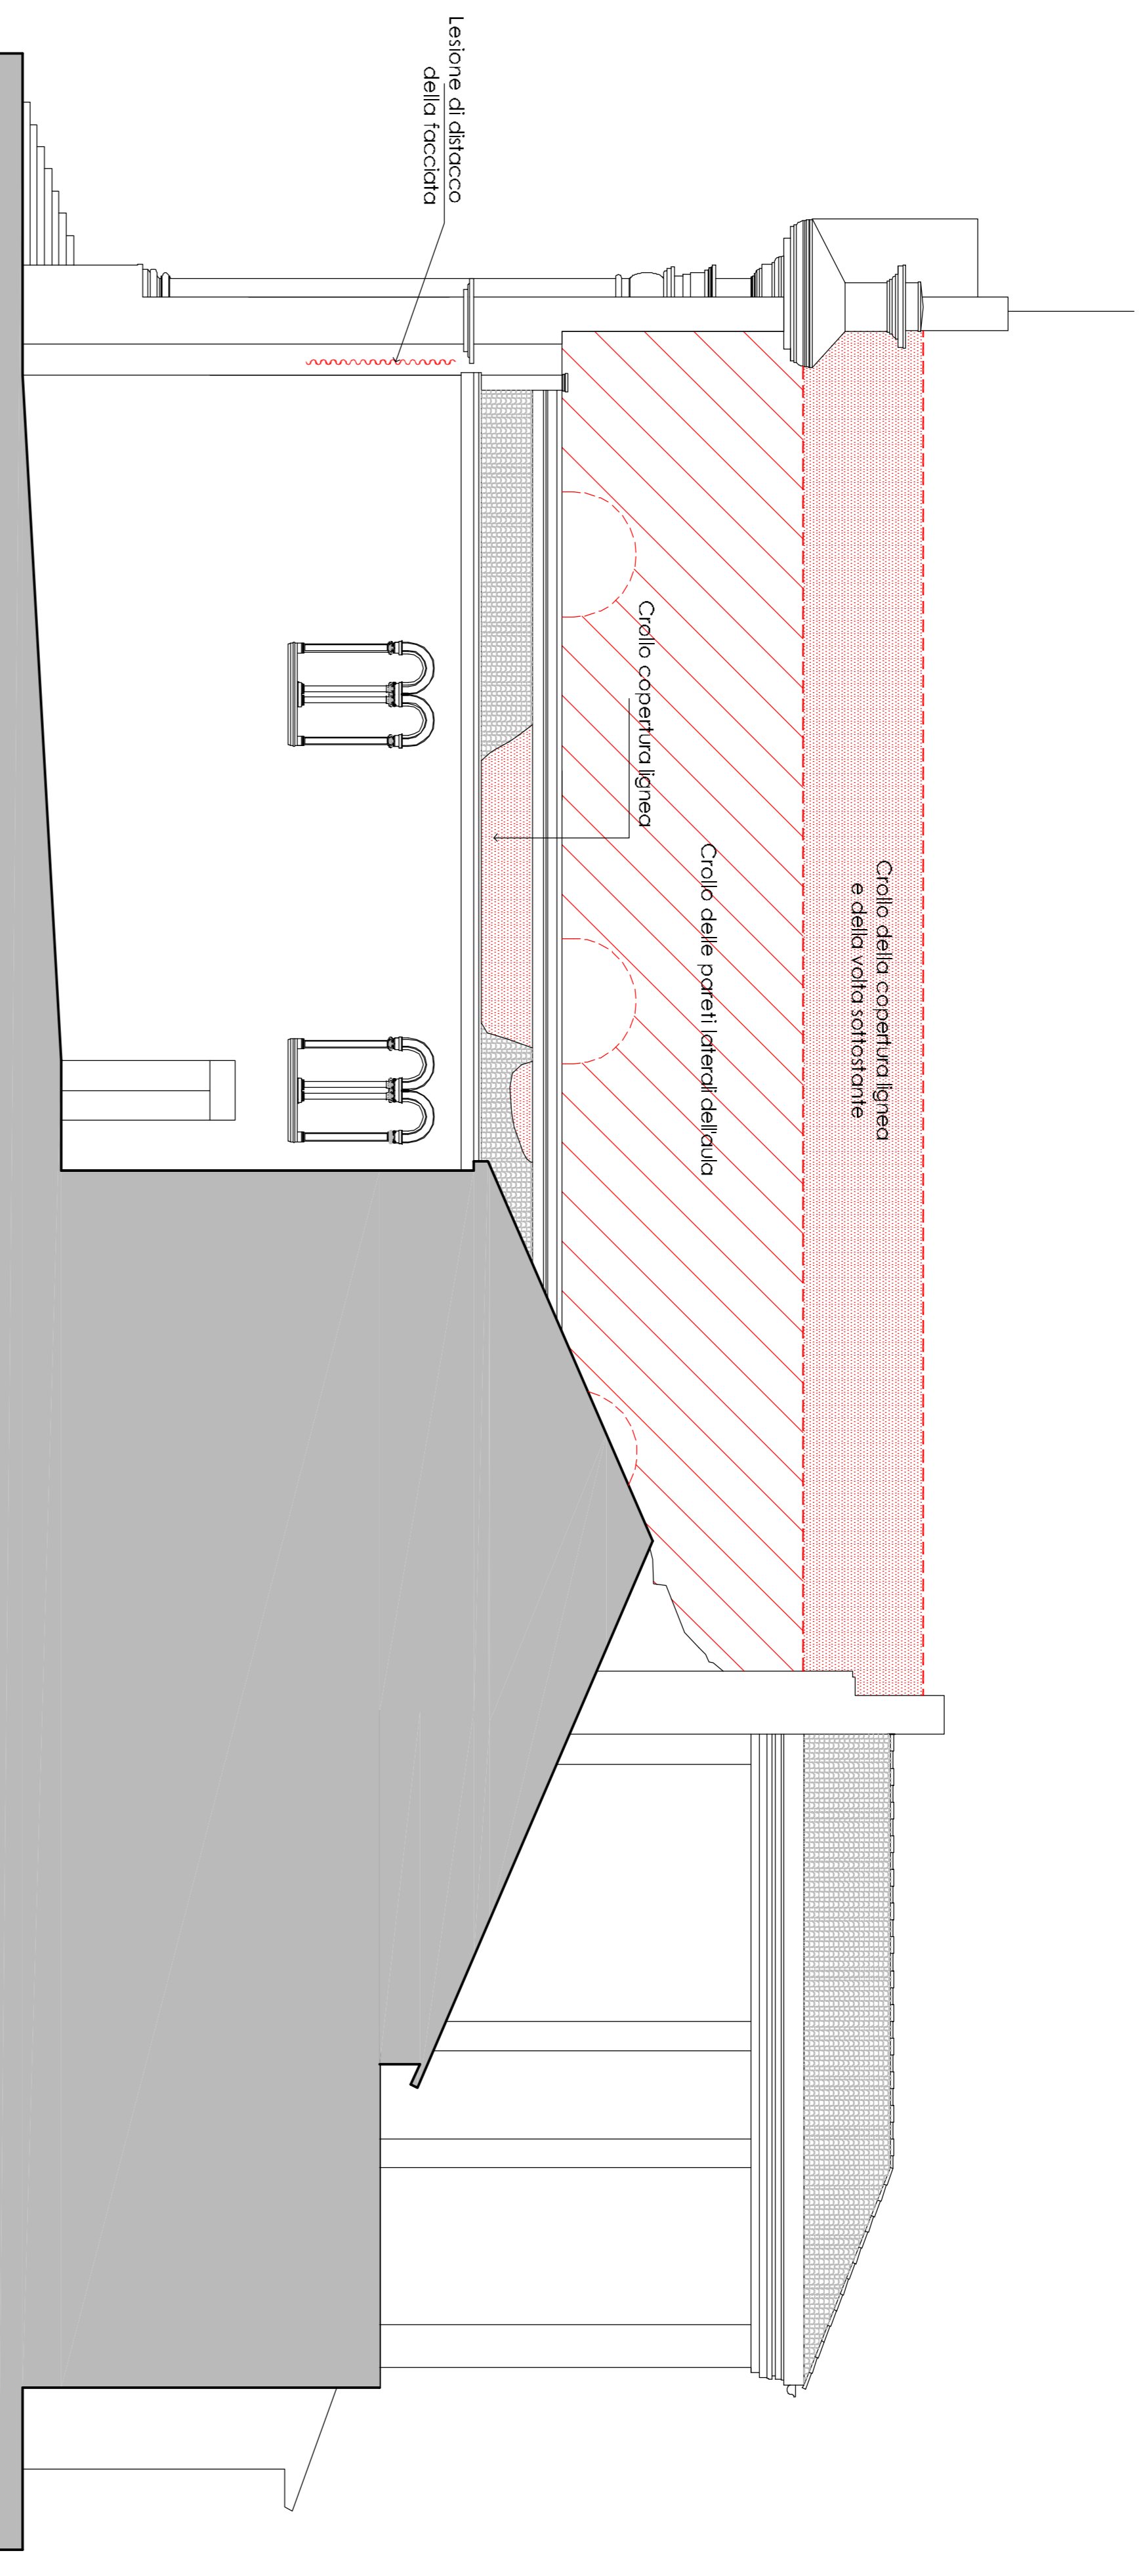 Lesione di distacco
della facciata
Crollo copertura lignea
Crollo delle pareti laterali dell'aula
Crollo della copertura lignea
e della volta sottostante